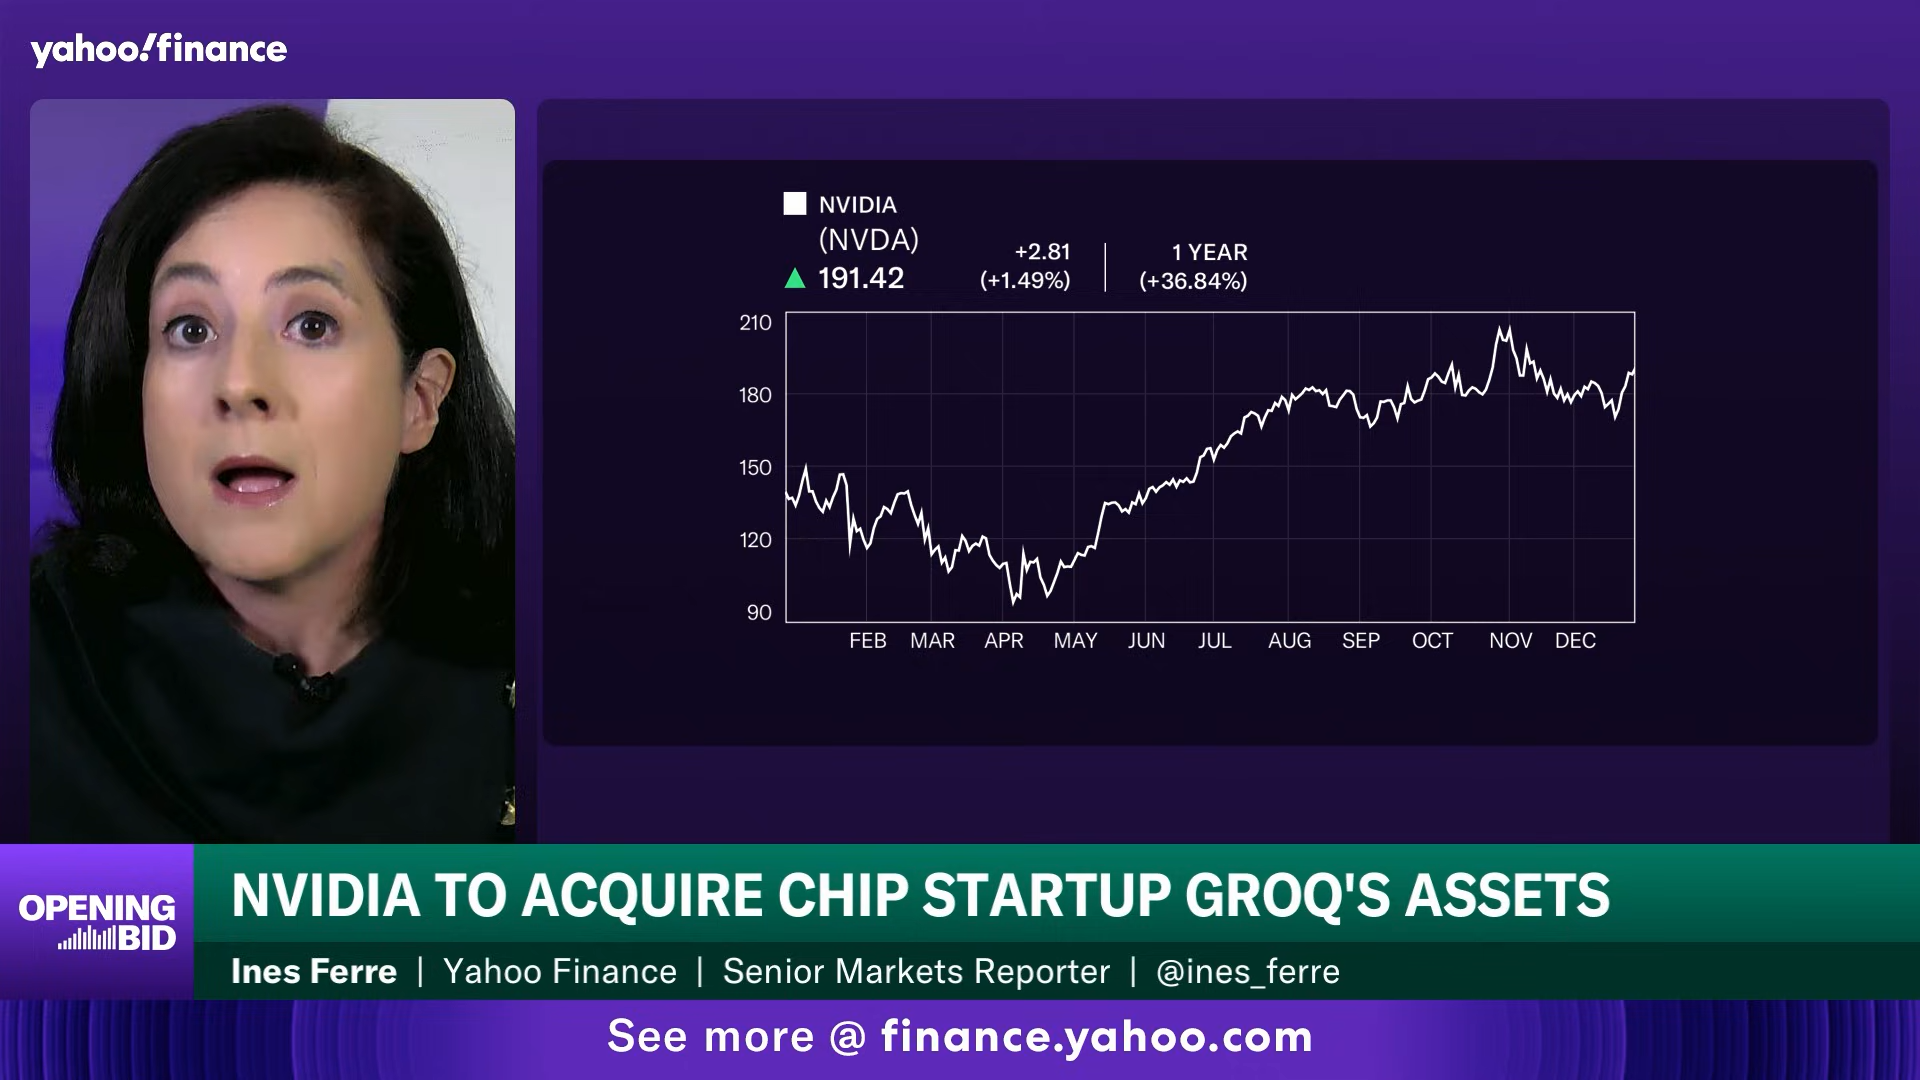 yahoo!finance
NVIDIA
(NVDA)
191.42
+2.81
(+1.49%)
1 YEAR
(+36.84%)
210
180
150
120
90
FEB MAR APR MAY JUN JUL AUG SEP OCT NOV DEC
OPENING
BID
NVIDIA TO ACQUIRE CHIP STARTUP GROQ'S ASSETS
Ines Ferre | Yahoo Finance | Senior Markets Reporter | @ines_ferre
See more @ finance.yahoo.com